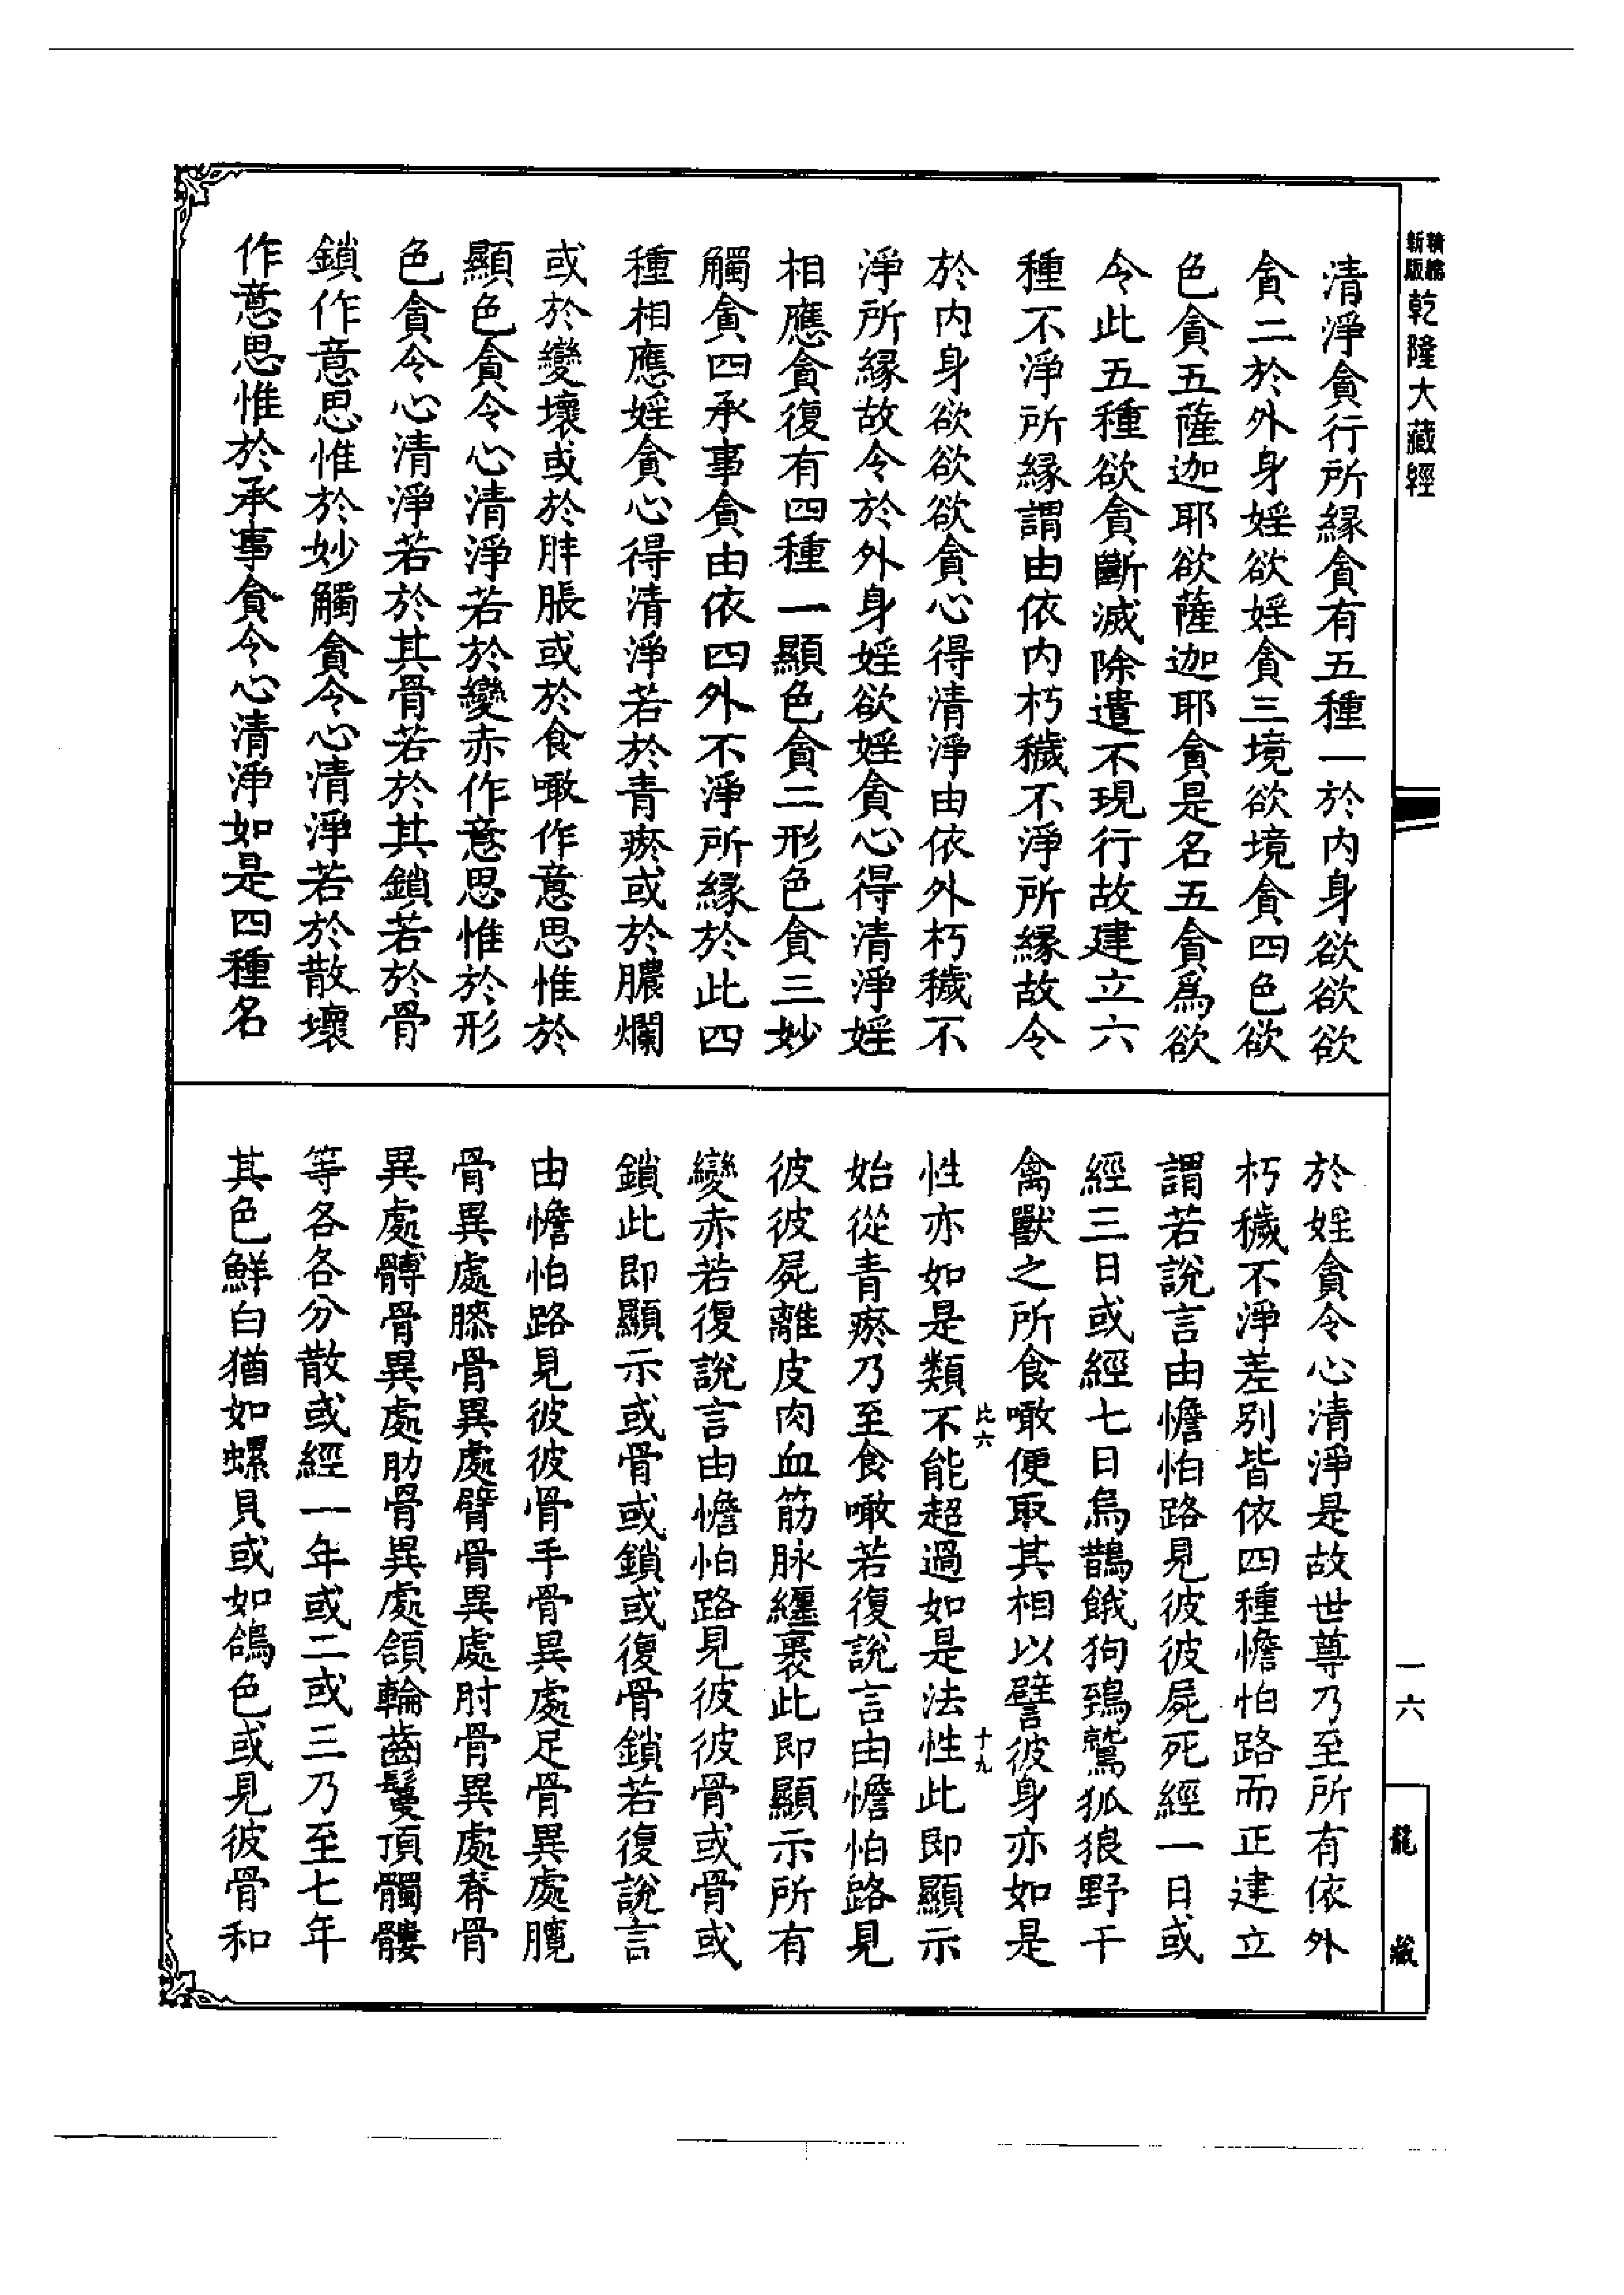 精縮新版乾隆大藏經
清淨貪行所緣貪有五種一於內身欲欲欲
貪二於外身婬欲婬貪三境欲境貪四色欲
色貪五薩迦耶欲薩迦耶貪是名五貪為欲
令此五種欲貪斷滅除遣不現行故建立六
種不淨所緣謂由依內朽穢不淨所緣故令
於內身欲欲欲貪心得清淨由依外朽穢不
淨所緣故令於外身婬欲婬貪心得清淨婬
相應貪復有四種一顯色貪二形色貪三妙
觸貪四承事貪由依四外不淨所緣於此四
種相應婬貪心得清淨若於青瘀或於膿爛
或於變壞或於胖脹或於食噉作意思惟於
顯色貪令心清淨若於變赤作意思惟於形
色貪令心清淨若於其骨若於其鎖若於骨
鎖作意思惟於妙觸貪令心清淨若於散壞
作意思惟於承事貪令心清淨如是四種名
於婬貪令心清淨是故世尊乃至所有依外
朽穢不淨差別皆依四種憺怕路而正建立
謂若說言由憺怕路見彼彼屍死經一日或
經三日或經七日烏鵲餓狗鵄鷲狐狼野干
禽獸之所食噉便取其相以譬彼身亦如是
性亦如是類不能超過如是法性此即顯示
比六
十九
始從青瘀乃至食噉若復說言由憺怕路見
彼彼屍離皮肉血筋脉纏裹此即顯示所有
變赤若復說言由憺怕路見彼彼骨或骨或
鎖此即顯示或骨或鎖或復骨鎖若復說言
由憺怕路見彼彼骨手骨異處足骨異處臗
骨異處膝骨異處臂骨異處肘骨異處脊骨
異處髆骨異處肋骨異處頷輪齒鬘頂髑髏
等各各分散或經一年或二或三乃至七年
其色鮮白猶如螺貝或如鴿色或見彼骨和
一六
龍藏